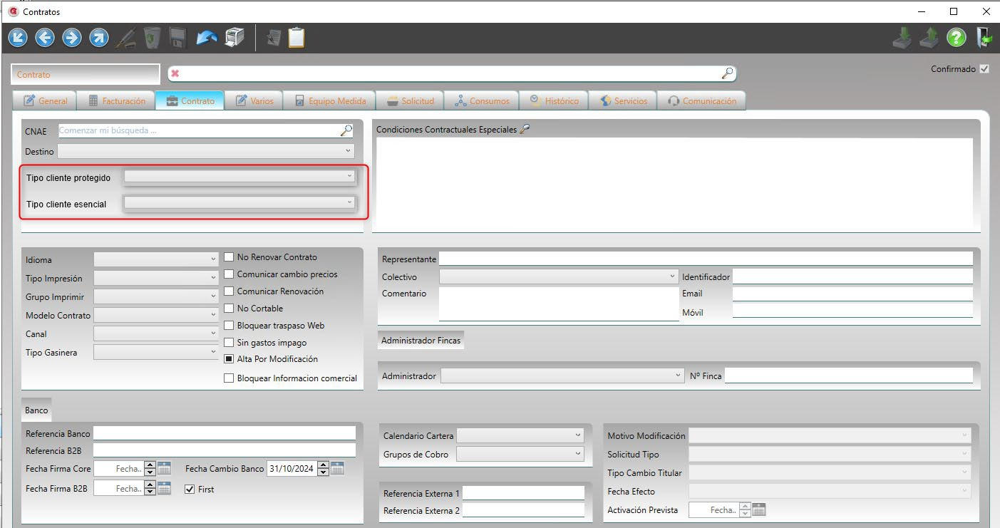 Contratos
Contrato
Confirmado
General Facturación Contrato Varios Equipo Medida Solicitud Consumos Histórico Servicios Comunicación
CNAE Comenzar mi búsqueda ...
Destino
Tipo cliente protegido
Tipo cliente esencial
Condiciones Contractuales Especiales
Idioma
Tipo Impresión
Grupo Imprimir
Modelo Contrato
Canal
Tipo Gasinera
No Renovar Contrato
Comunicar cambio precios
Comunicar Renovación
No Cortable
Bloquear traspaso Web
Sin gastos impago
Alta Por Modificación
Bloquear Informacion comercial
Representante
Colectivo Identificador
Comentario Email
Móvil
Administrador Fincas
Administrador Nº Finca
Banco
Referencia Banco
Referencia B2B
Fecha Firma Core Fecha.. Fecha Cambio Banco 31/10/2024
Fecha Firma B2B Fecha.. First
Calendario Cartera
Grupos de Cobro
Referencia Externa 1
Referencia Externa 2
Motivo Modificación
Solicitud Tipo
Tipo Cambio Titular
Fecha Efecto
Activación Prevista Fecha..